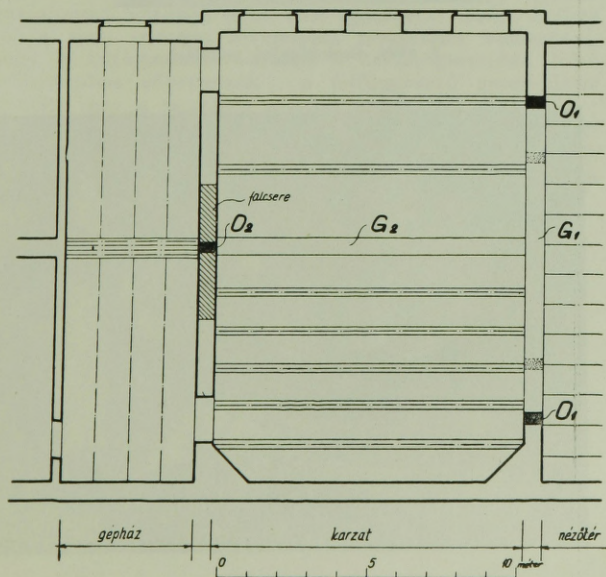 O₁
falcsere
O₂
G₂
G₁
O₁
gépház
karzat
nézőtér
0
5
10 méter